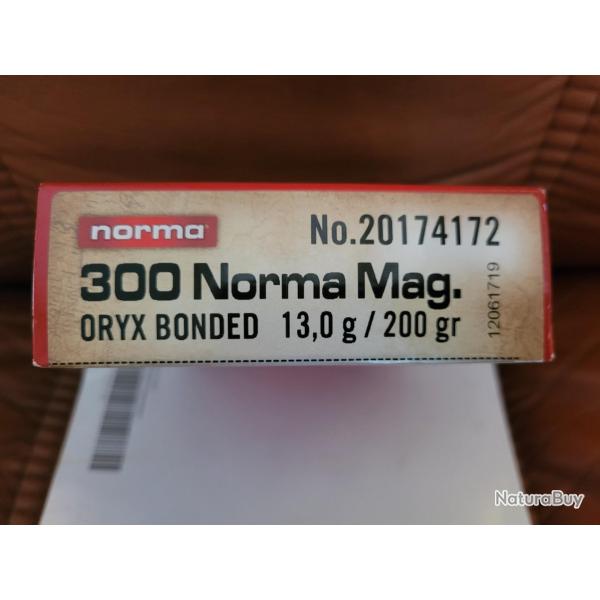 norma
No.20174172
300 Norma Mag.
ORYX BONDED 13,0 g / 200 gr
12061719
NaturaBuy